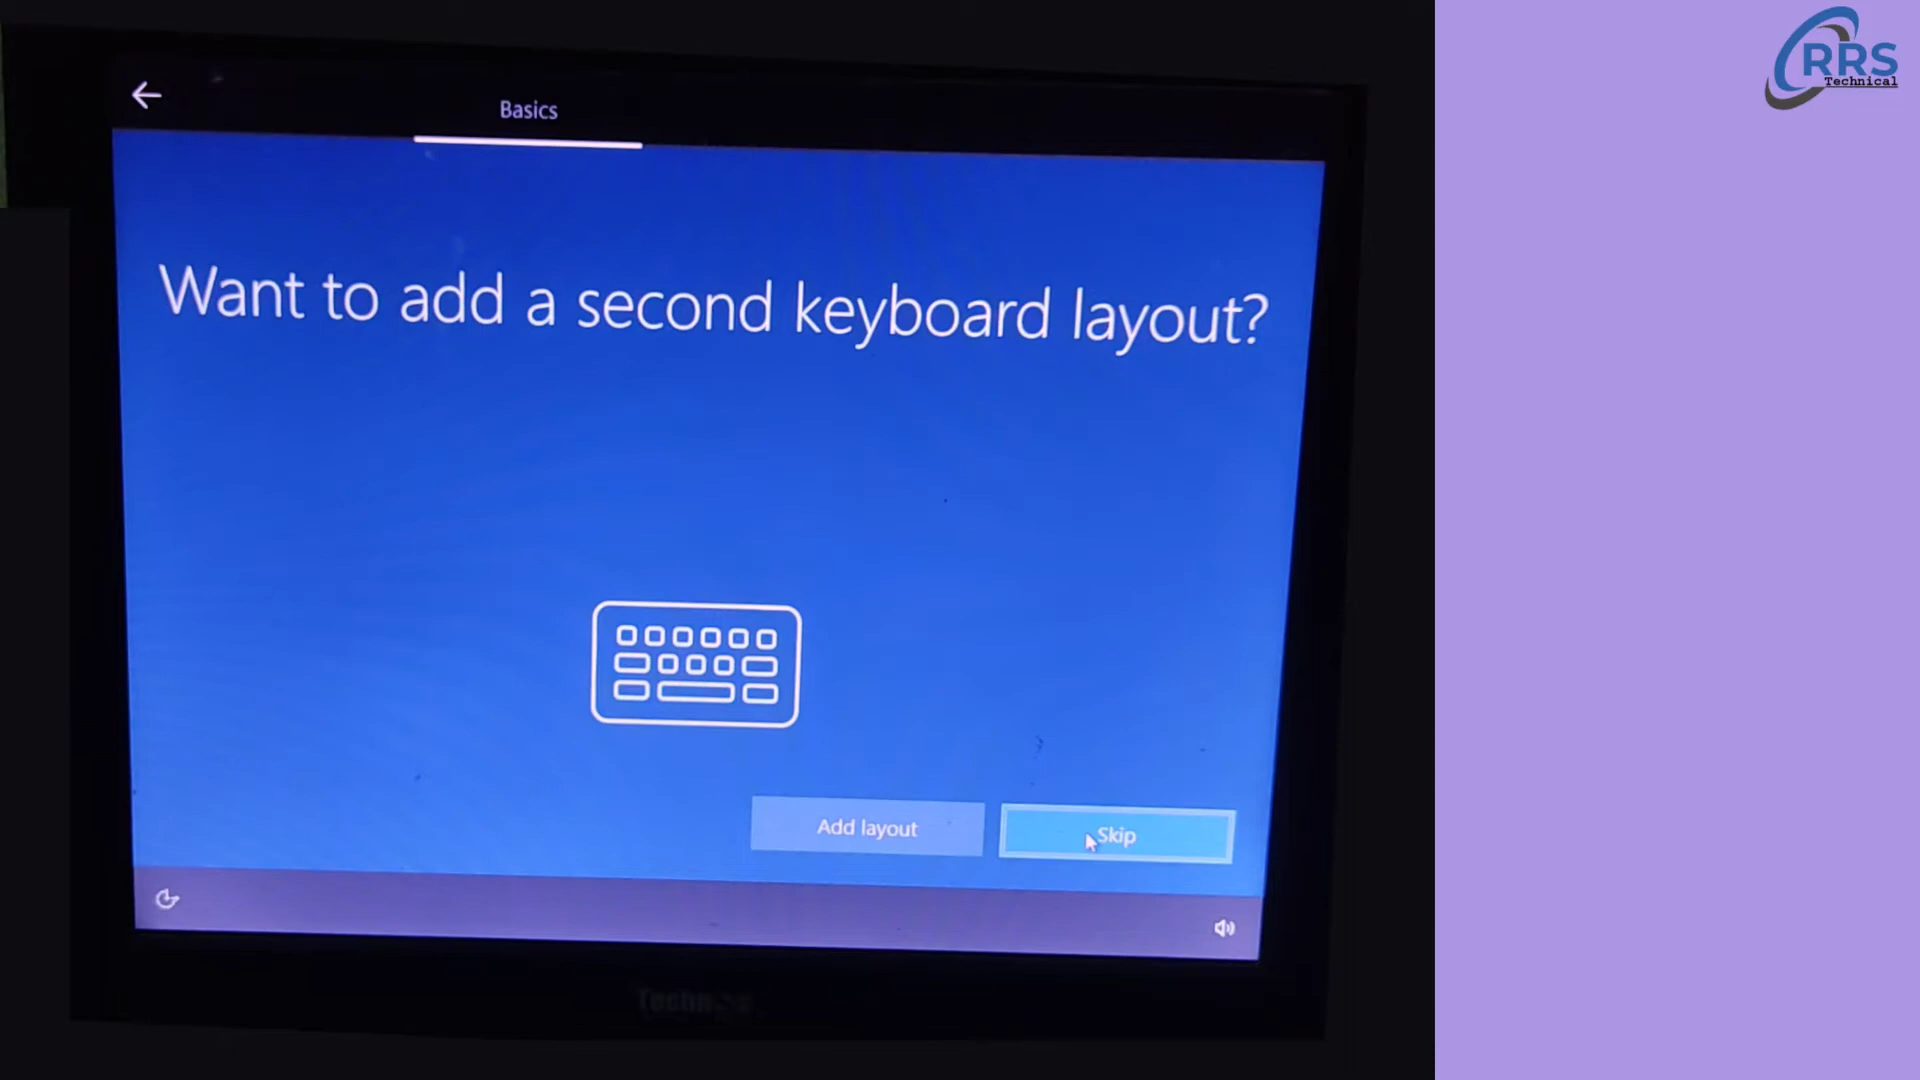 RRS
Technical
Basics
Want to add a second keyboard layout?
Add layout
Skip